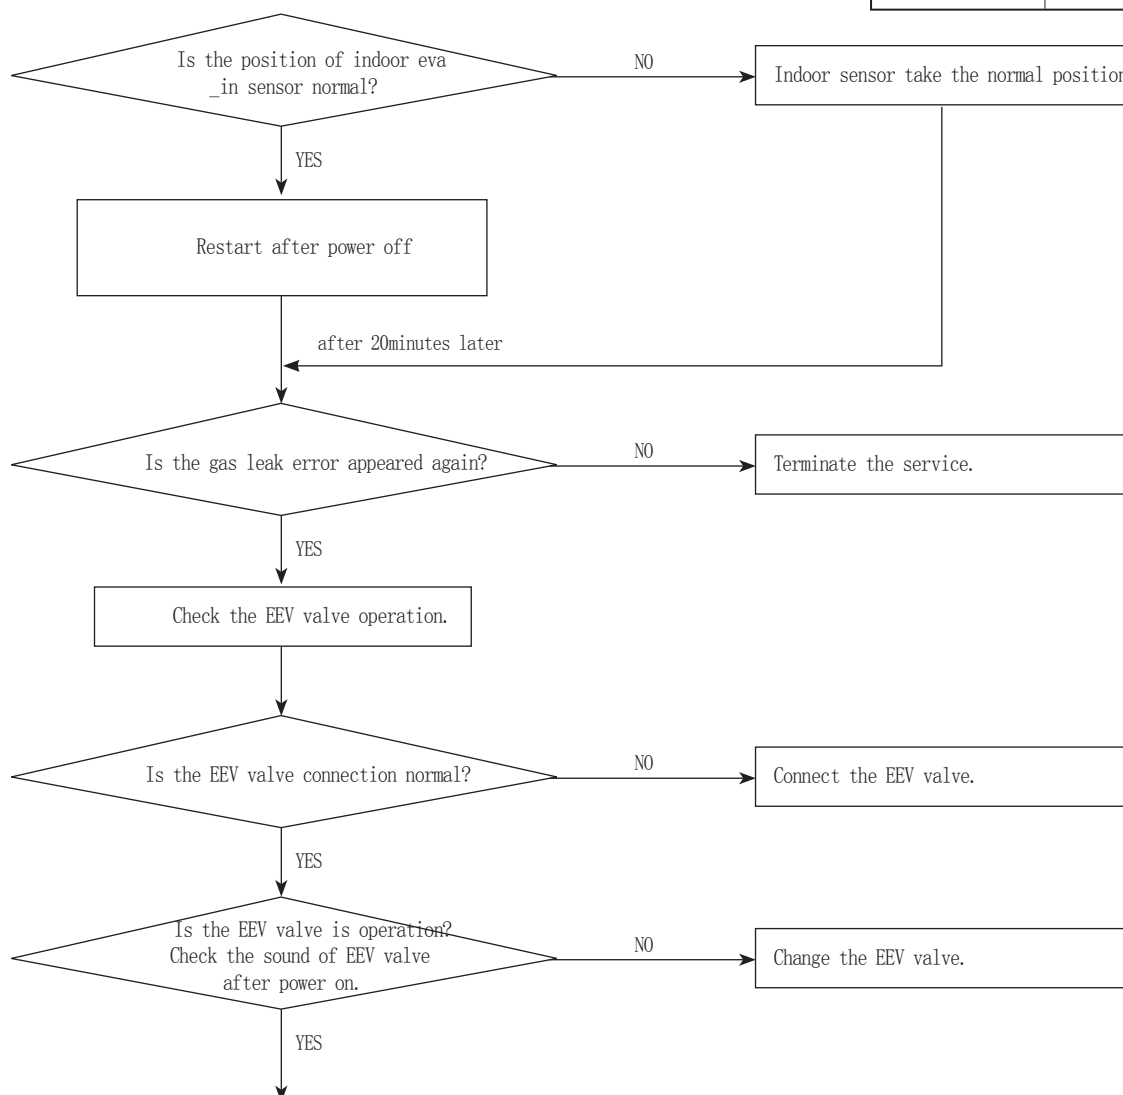 Is the position of indoor eva
_in sensor normal?
NO
Indoor sensor take the normal position
YES
Restart after power off
after 20minutes later
Is the gas leak error appeared again?
NO
Terminate the service.
YES
Check the EEV valve operation.
Is the EEV valve connection normal?
NO
Connect the EEV valve.
YES
Is the EEV valve is operation?
Check the sound of EEV valve
after power on.
NO
Change the EEV valve.
YES